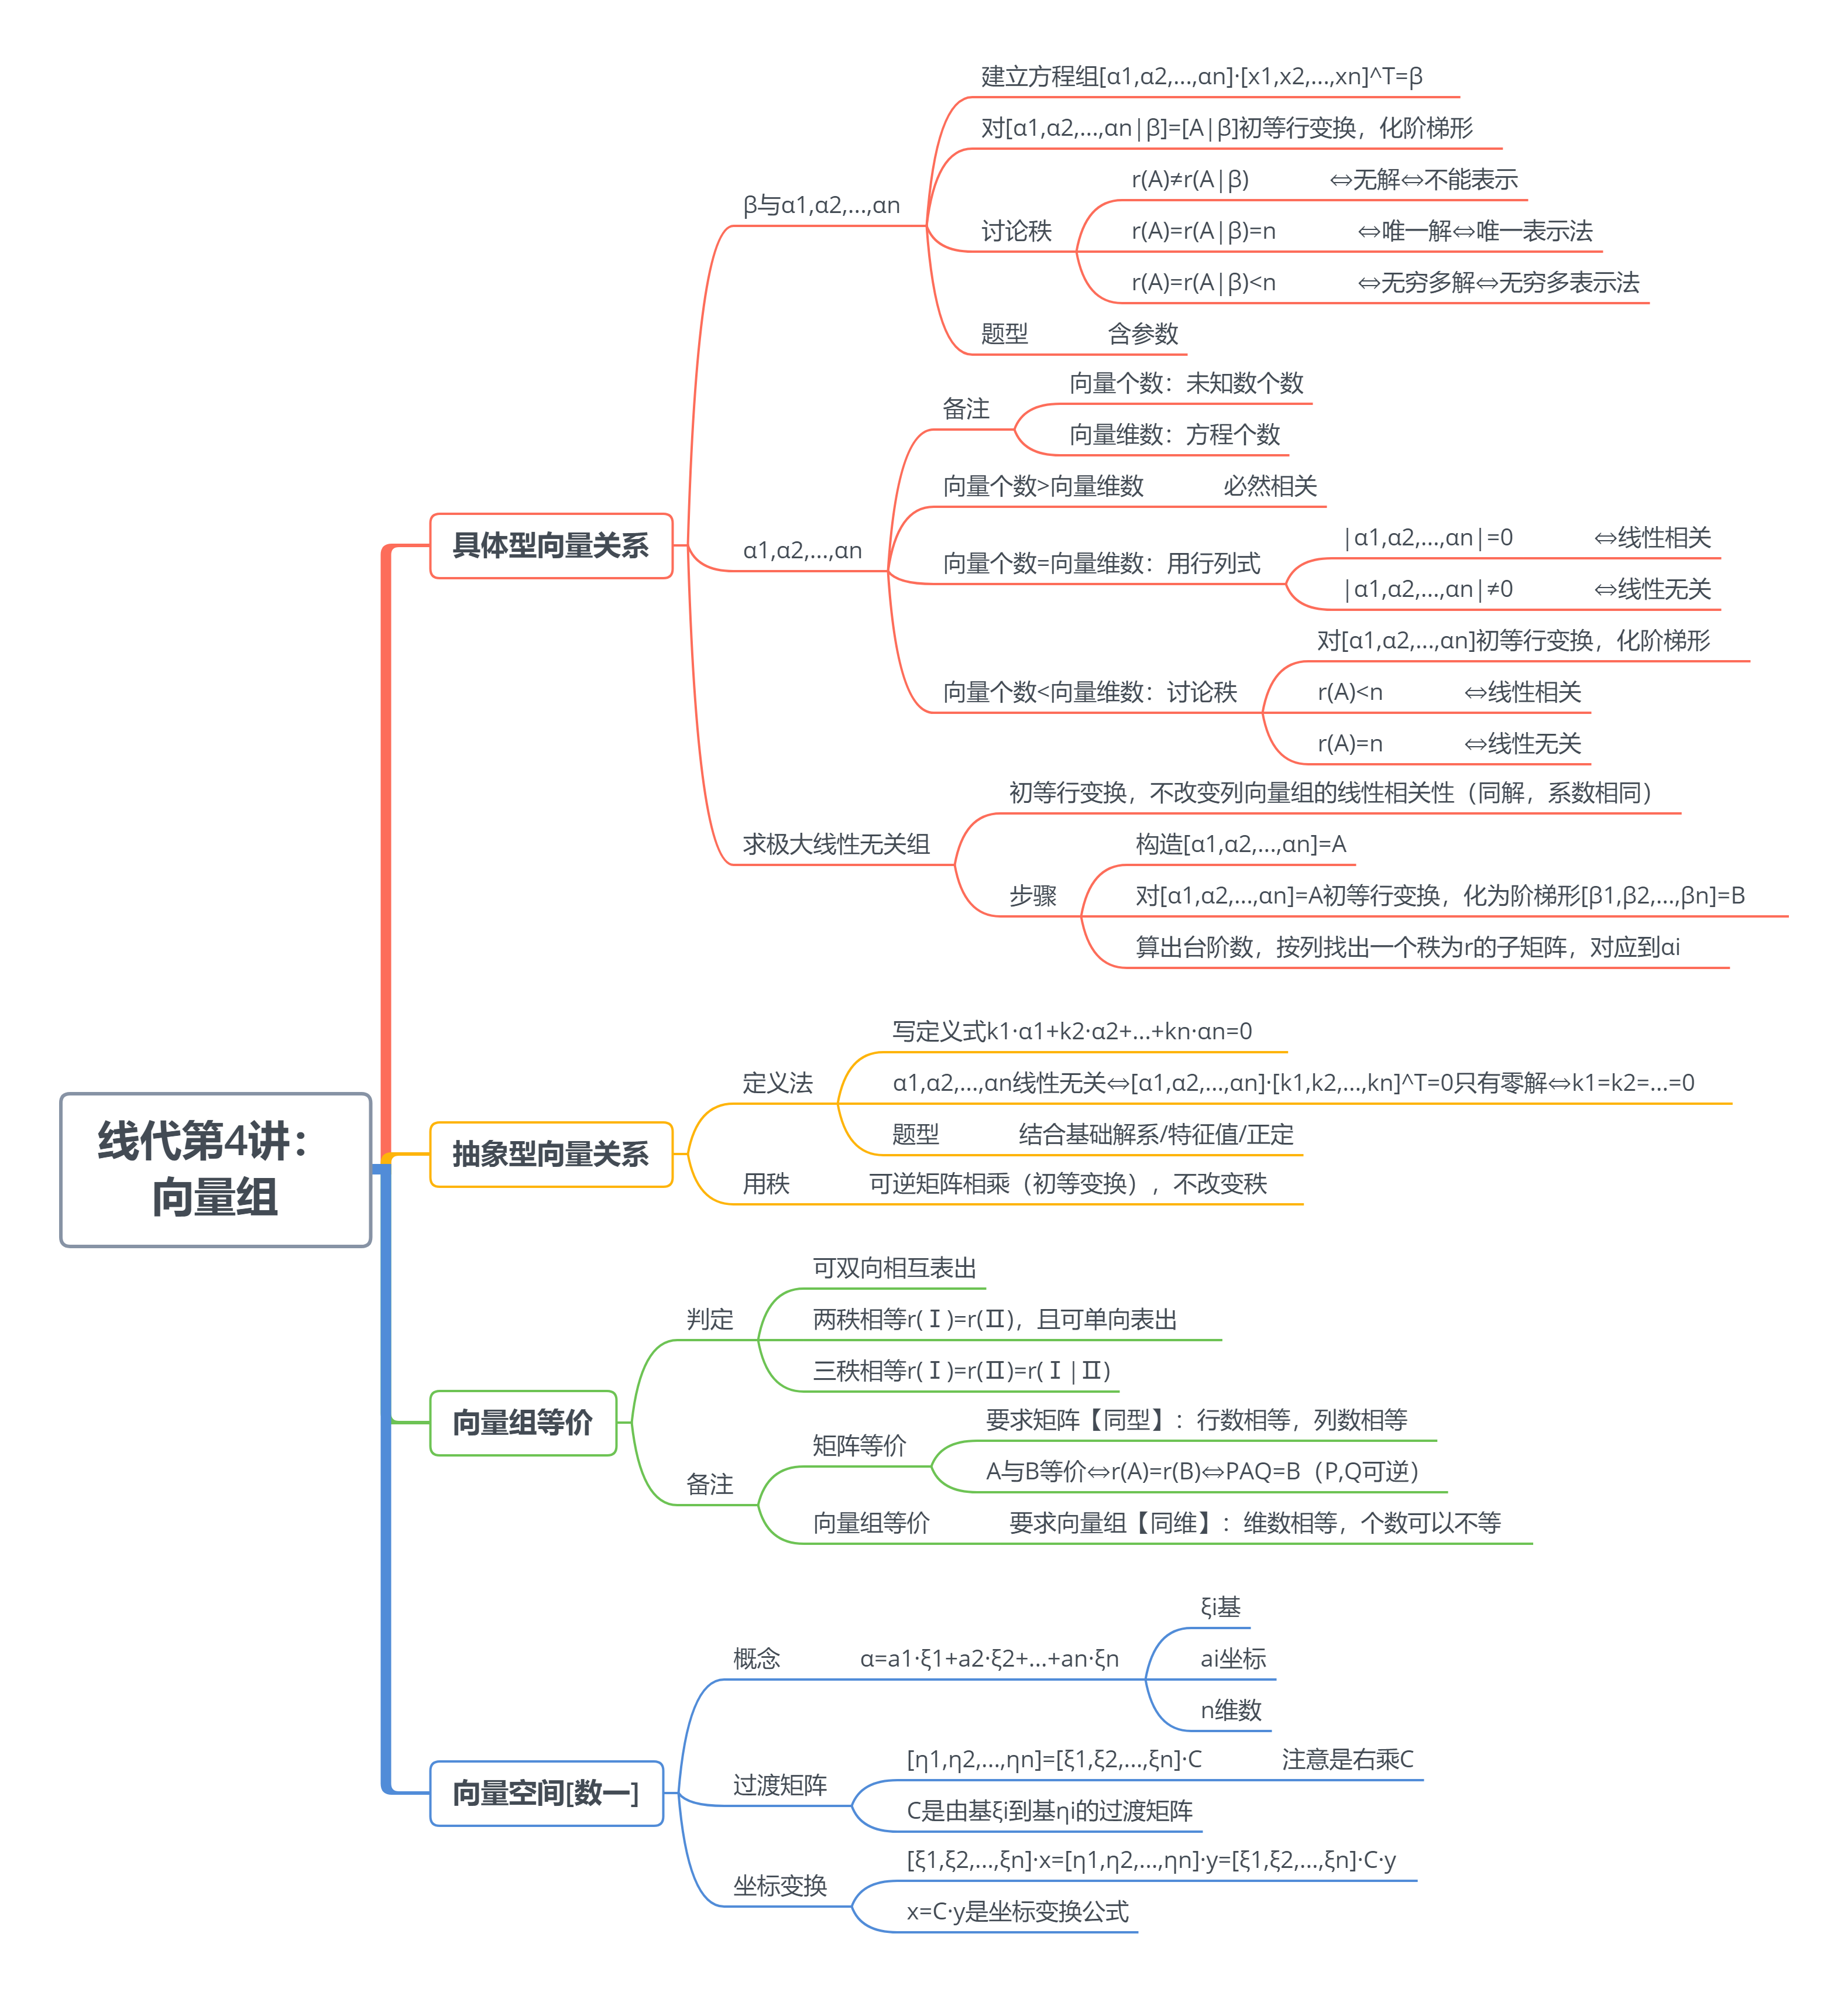 线代第4讲：
向量组
具体型向量关系
β与α1,α2,...,αn
建立方程组[α1,α2,...,αn]·[x1,x2,...,xn]^T=β
对[α1,α2,...,αn|β]=[A|β]初等行变换，化阶梯形
讨论秩
r(A)≠r(A|β) ⇔无解⇔不能表示
r(A)=r(A|β)=n ⇔唯一解⇔唯一表示法
r(A)=r(A|β)<n ⇔无穷多解⇔无穷多表示法
题型 含参数
α1,α2,...,αn
备注
向量个数：未知数个数
向量维数：方程个数
向量个数>向量维数 必然相关
向量个数=向量维数：用行列式
|α1,α2,...,αn|=0 ⇔线性相关
|α1,α2,...,αn|≠0 ⇔线性无关
向量个数<向量维数：讨论秩
对[α1,α2,...,αn]初等行变换，化阶梯形
r(A)<n ⇔线性相关
r(A)=n ⇔线性无关
求极大线性无关组
初等行变换，不改变列向量组的线性相关性（同解，系数相同）
步骤
构造[α1,α2,...,αn]=A
对[α1,α2,...,αn]=A初等行变换，化为阶梯形[β1,β2,...,βn]=B
算出台阶数，按列找出一个秩为r的子矩阵，对应到αi
抽象型向量关系
定义法
写定义式k1·α1+k2·α2+...+kn·αn=0
α1,α2,...,αn线性无关⇔[α1,α2,...,αn]·[k1,k2,...,kn]^T=0只有零解⇔k1=k2=...=0
题型 结合基础解系/特征值/正定
用秩 可逆矩阵相乘（初等变换），不改变秩
向量组等价
判定
可双向相互表出
两秩相等r(Ⅰ)=r(Ⅱ)，且可单向表出
三秩相等r(Ⅰ)=r(Ⅱ)=r(Ⅰ|Ⅱ)
备注
矩阵等价
要求矩阵【同型】：行数相等，列数相等
A与B等价⇔r(A)=r(B)⇔PAQ=B（P,Q可逆）
向量组等价 要求向量组【同维】：维数相等，个数可以不等
向量空间[数一]
概念 α=a1·ξ1+a2·ξ2+...+an·ξn
ξi基
ai坐标
n维数
过渡矩阵
[η1,η2,...,ηn]=[ξ1,ξ2,...,ξn]·C 注意是右乘C
C是由基ξi到基ηi的过渡矩阵
坐标变换
[ξ1,ξ2,...,ξn]·x=[η1,η2,...,ηn]·y=[ξ1,ξ2,...,ξn]·C·y
x=C·y是坐标变换公式